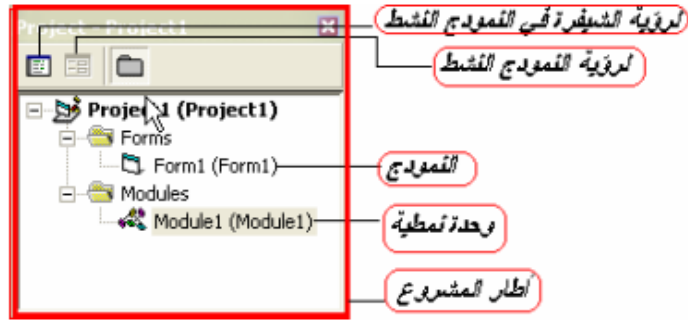 Project - Project1
لرؤية الشيفرة في النموذج النشط
لرؤية النموذج النشط
Project1 (Project1)
Forms
Form1 (Form1)
النموذج
Modules
Module1 (Module1)
وحدة نمطية
أطار المشروع